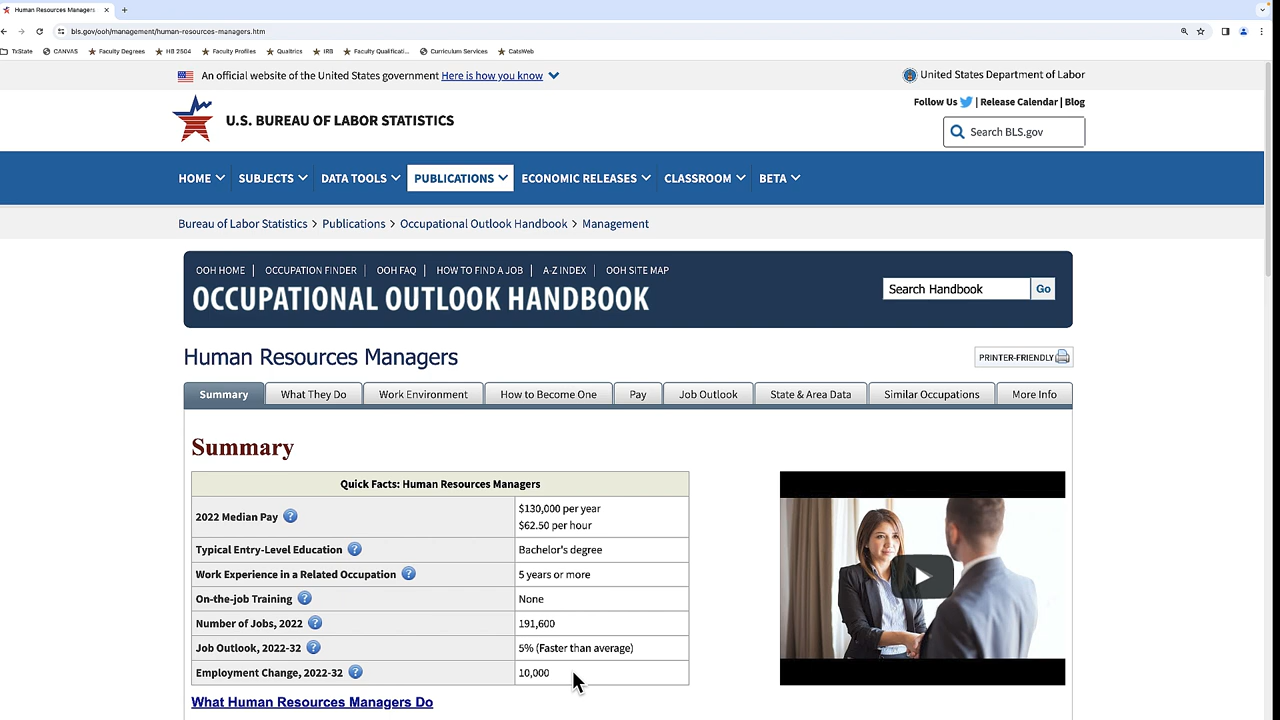 Human Resources Managers
bls.gov/ooh/management/human-resources-managers.htm
TxState CANVAS Faculty Degrees HB 2504 Faculty Profiles Qualtrics IRB Faculty Qualificati... Curriculum Services CatsWeb
An official website of the United States government Here is how you know
United States Department of Labor
Follow Us | Release Calendar | Blog
U.S. BUREAU OF LABOR STATISTICS
Search BLS.gov
HOME SUBJECTS DATA TOOLS PUBLICATIONS ECONOMIC RELEASES CLASSROOM BETA
Bureau of Labor Statistics > Publications > Occupational Outlook Handbook > Management
OOH HOME | OCCUPATION FINDER | OOH FAQ | HOW TO FIND A JOB | A-Z INDEX | OOH SITE MAP
OCCUPATIONAL OUTLOOK HANDBOOK
Search Handbook Go
Human Resources Managers
PRINTER-FRIENDLY
Summary What They Do Work Environment How to Become One Pay Job Outlook State & Area Data Similar Occupations More Info
Summary
Quick Facts: Human Resources Managers
2022 Median Pay ? $130,000 per year
$62.50 per hour
Typical Entry-Level Education ? Bachelor's degree
Work Experience in a Related Occupation ? 5 years or more
On-the-job Training ? None
Number of Jobs, 2022 ? 191,600
Job Outlook, 2022-32 ? 5% (Faster than average)
Employment Change, 2022-32 ? 10,000
What Human Resources Managers Do